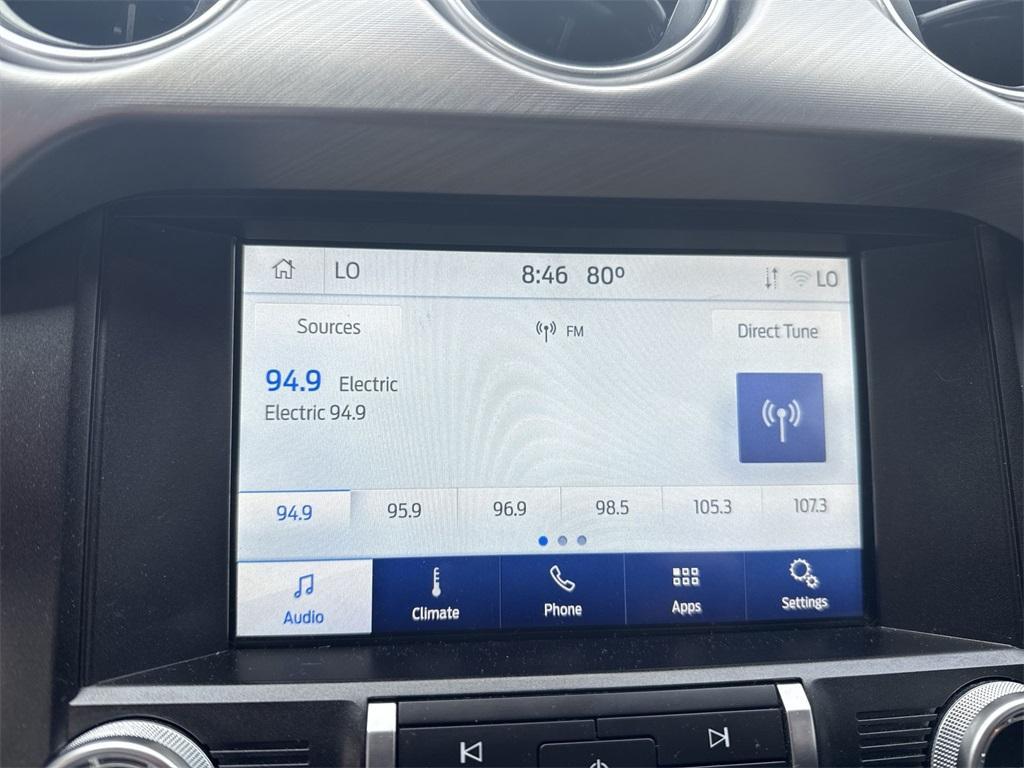 LO 8:46 80° LO
Sources FM Direct Tune
94.9 Electric
Electric 94.9
94.9 95.9 96.9 98.5 105.3 107.3
Audio Climate Phone Apps Settings